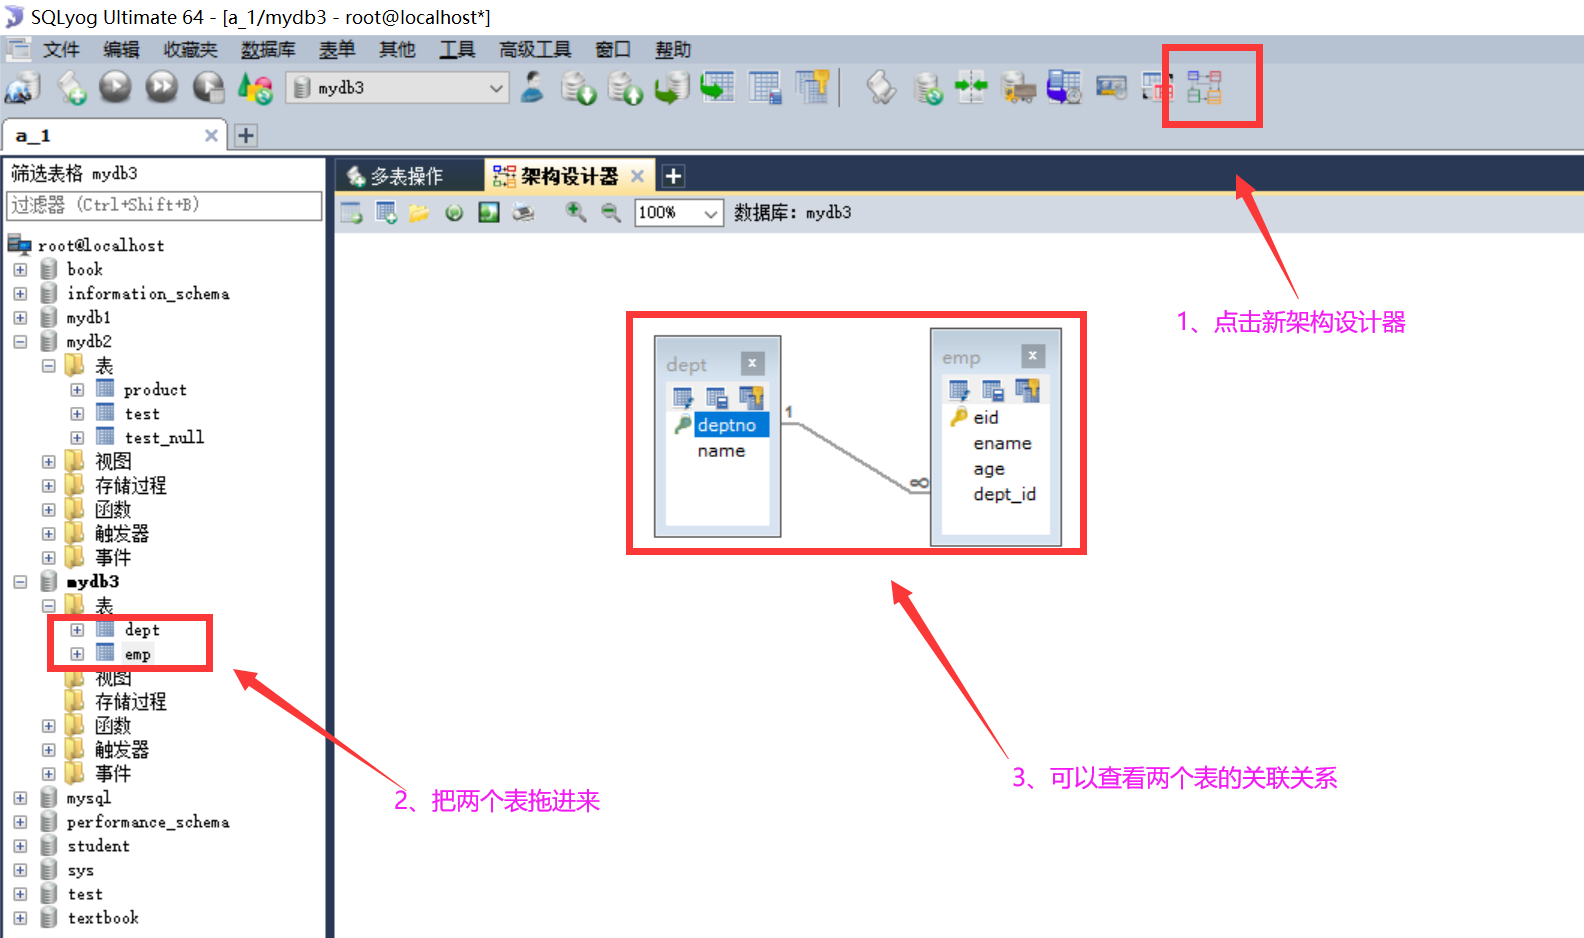 SQLyog Ultimate 64 - [a_1/mydb3 - root@localhost*]
文件 编辑 收藏夹 数据库 表单 其他 工具 高级工具 窗口 帮助
mydb3
a_1
筛选表格 mydb3
过滤器 (Ctrl+Shift+B)
root@localhost
book
information_schema
mydb1
mydb2
表
product
test
test_null
视图
存储过程
函数
触发器
事件
mydb3
表
dept
emp
视图
存储过程
函数
触发器
事件
mysql
performance_schema
student
sys
test
textbook
多表操作 架构设计器
100% 数据库: mydb3
dept
deptno
name
1
∞
emp
eid
ename
age
dept_id
1、点击新架构设计器
2、把两个表拖进来
3、可以查看两个表的关联关系